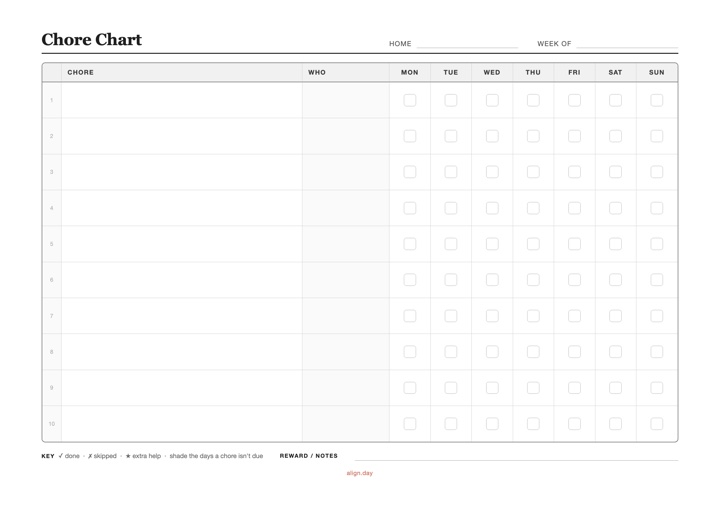 Chore Chart
HOME
WEEK OF
CHORE WHO MON TUE WED THU FRI SAT SUN
1
2
3
4
5
6
7
8
9
10
KEY ✓ done · ✗ skipped · ★ extra help · shade the days a chore isn't due
REWARD / NOTES
align.day